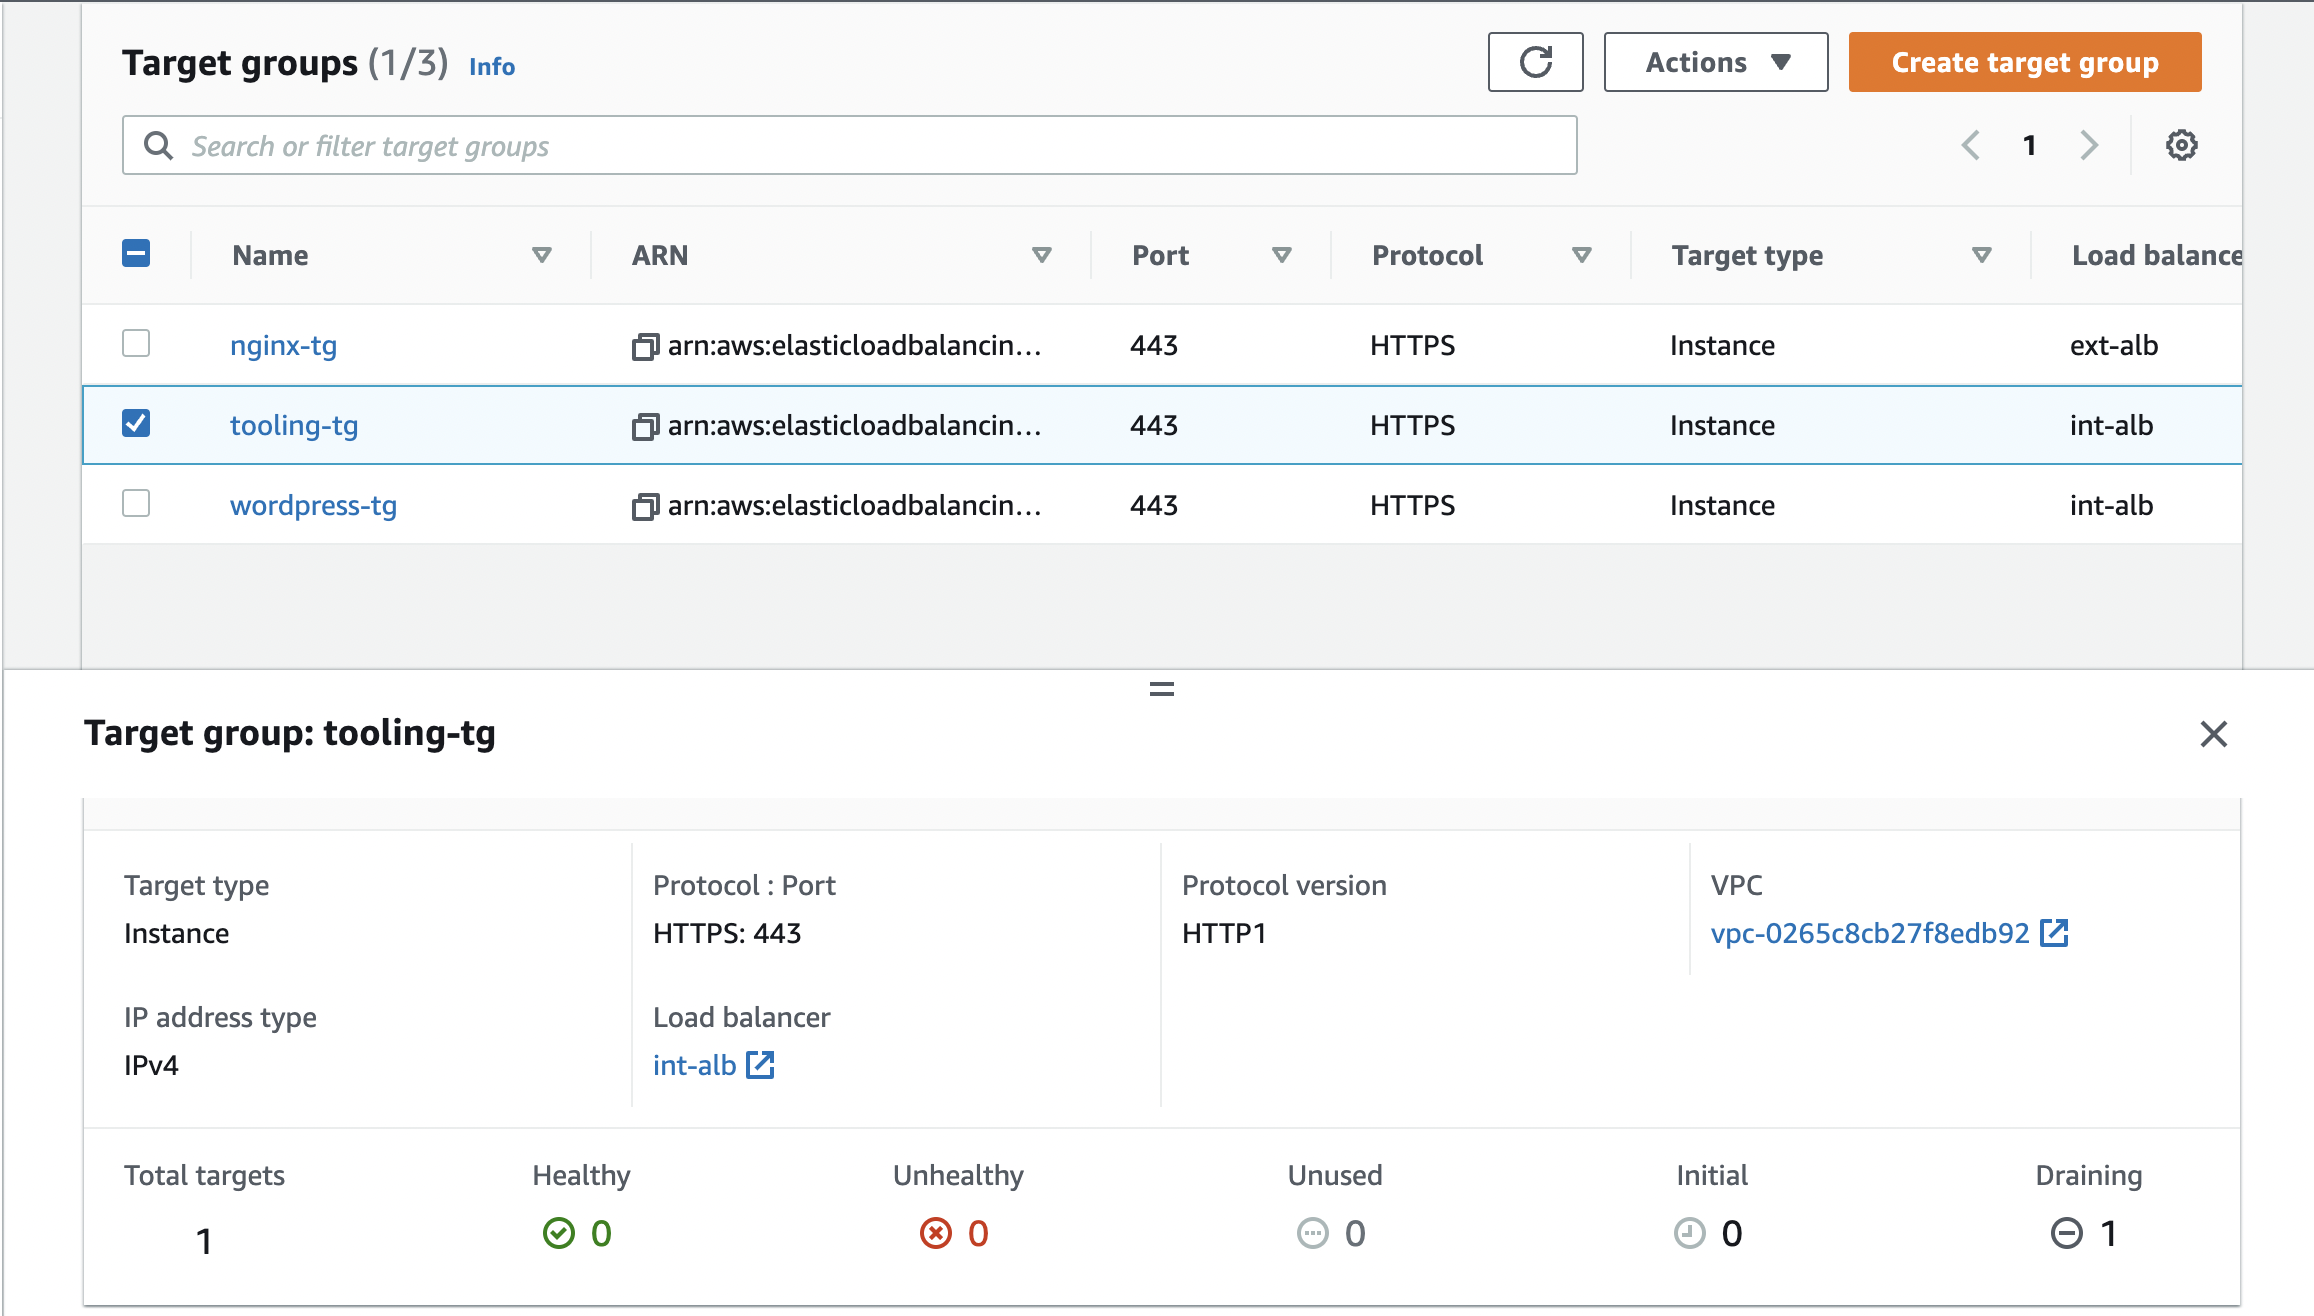 Target groups (1/3) Info Actions Create target group
Search or filter target groups 1
Name ARN Port Protocol Target type Load balance
nginx-tg arn:aws:elasticloadbalancin… 443 HTTPS Instance ext-alb
tooling-tg arn:aws:elasticloadbalancin… 443 HTTPS Instance int-alb
wordpress-tg arn:aws:elasticloadbalancin… 443 HTTPS Instance int-alb
Target group: tooling-tg
Target type Protocol : Port Protocol version VPC
Instance HTTPS: 443 HTTP1 vpc-0265c8cb27f8edb92
IP address type Load balancer
IPv4 int-alb
Total targets Healthy Unhealthy Unused Initial Draining
1 0 0 0 0 1